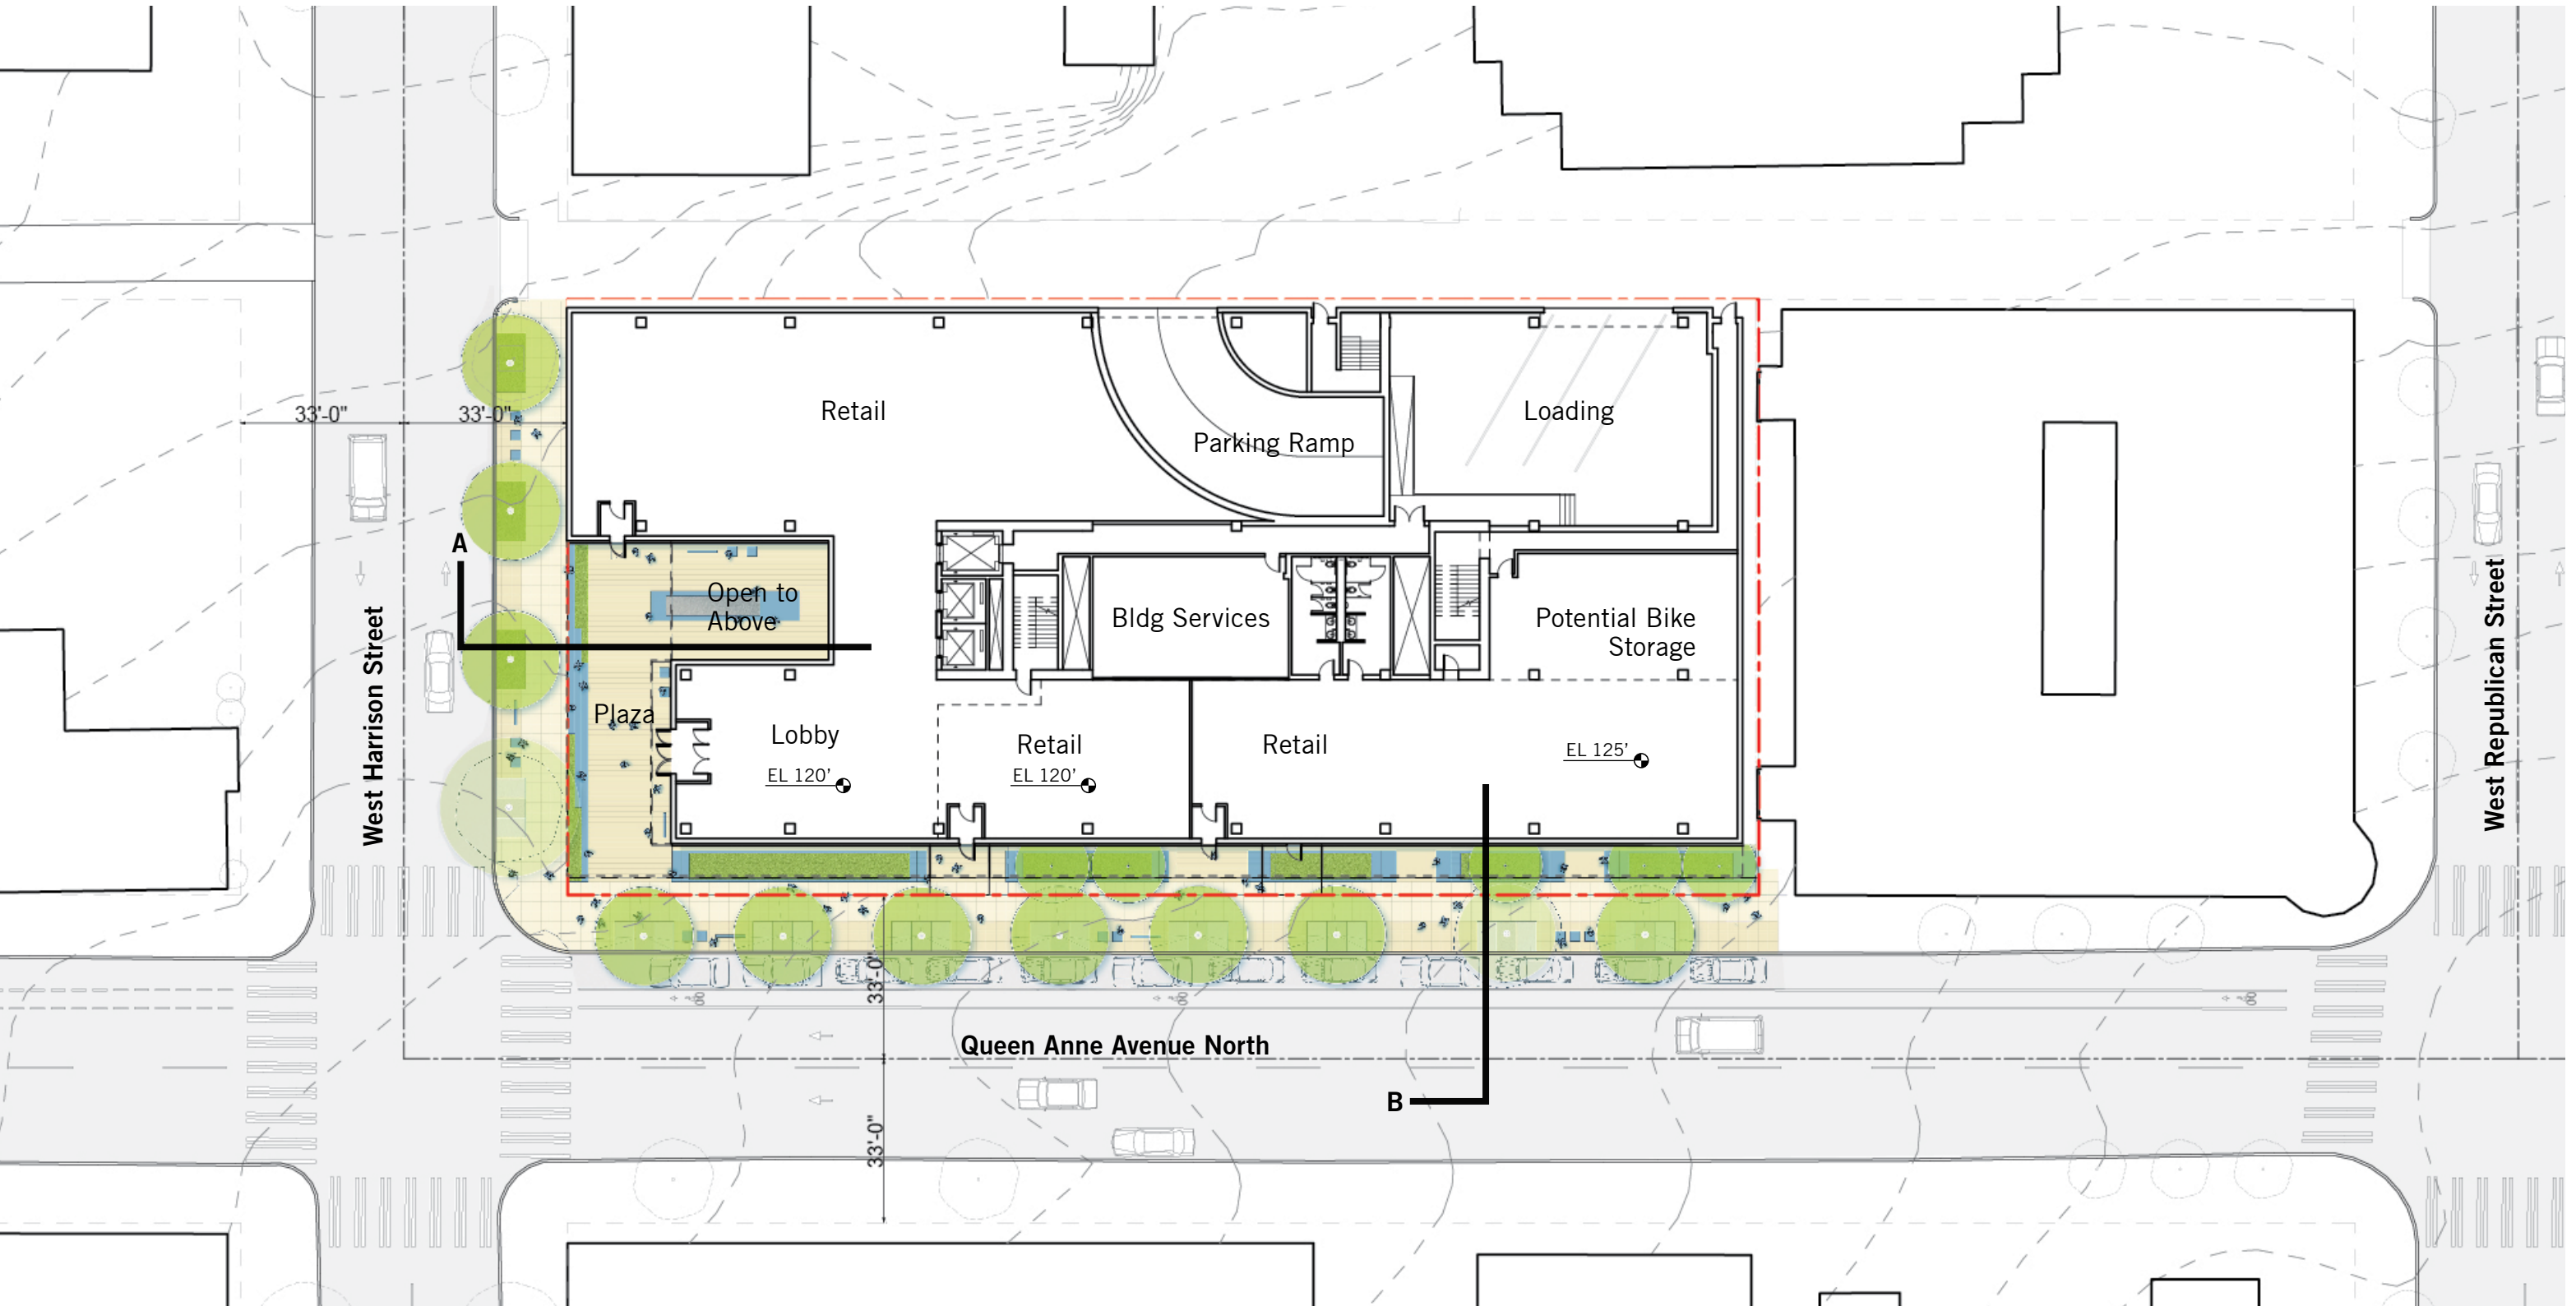 33'-0"
33'-0"
Retail
Parking Ramp
Loading
A
Open to
Above
Bldg Services
Potential Bike
Storage
West Harrison Street
West Republican Street
Plaza
Lobby
EL 120’
Retail
EL 120’
Retail
EL 125’
33'-0"
Queen Anne Avenue North
B
33'-0"